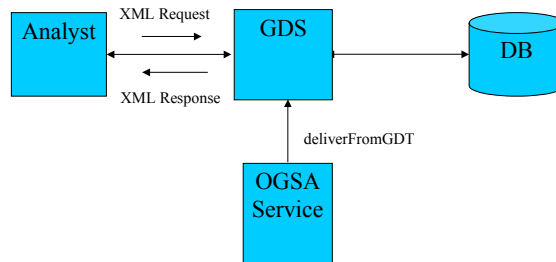 XML Request
Analyst
GDS
DB
XML Response
deliverFromGDT
OGSA
Service